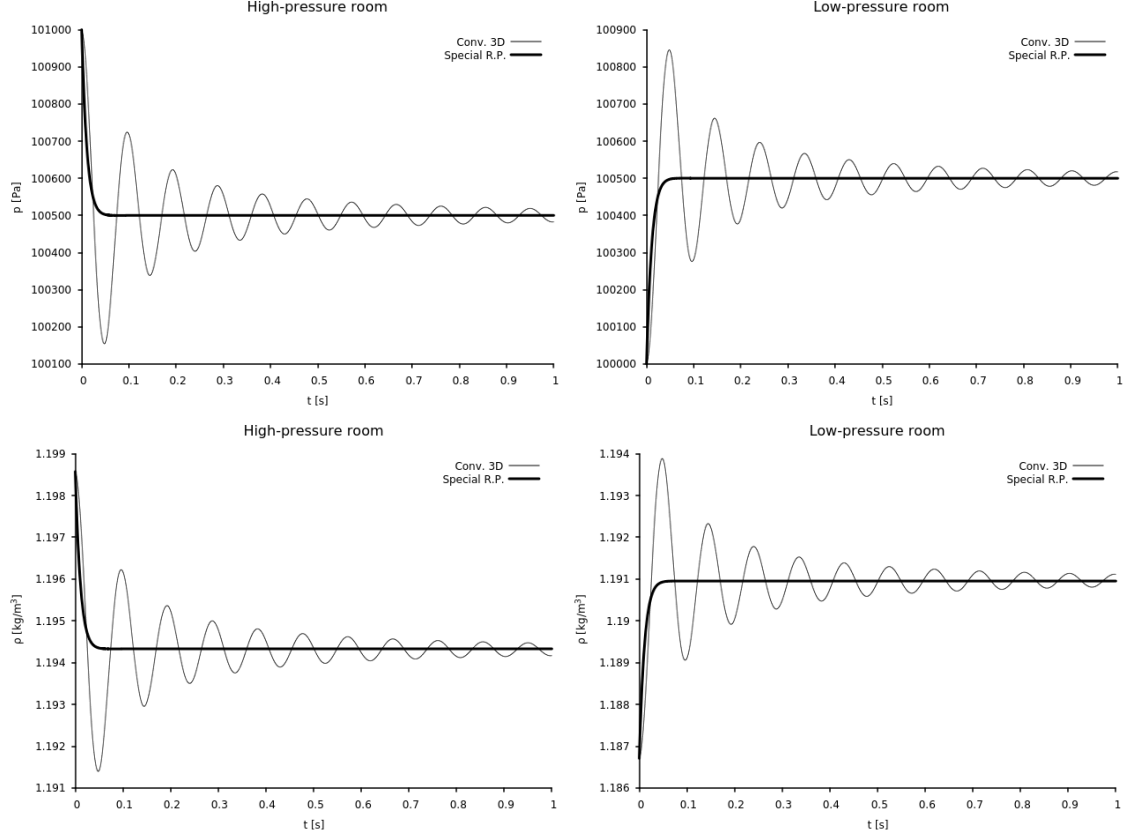 High-pressure room
101000
100900
100800
100700
100600
100500
100400
100300
100200
100100
p [Pa]
Conv. 3D
Special R.P.
0 0.1 0.2 0.3 0.4 0.5 0.6 0.7 0.8 0.9 1
t [s]
Low-pressure room
100900
100800
100700
100600
100500
100400
100300
100200
100100
100000
p [Pa]
Conv. 3D
Special R.P.
0 0.1 0.2 0.3 0.4 0.5 0.6 0.7 0.8 0.9 1
t [s]
High-pressure room
1.199
1.198
1.197
1.196
1.195
1.194
1.193
1.192
1.191
ρ [kg/m³]
Conv. 3D
Special R.P.
0 0.1 0.2 0.3 0.4 0.5 0.6 0.7 0.8 0.9 1
t [s]
Low-pressure room
1.194
1.193
1.192
1.191
1.19
1.189
1.188
1.187
1.186
ρ [kg/m³]
Conv. 3D
Special R.P.
0 0.1 0.2 0.3 0.4 0.5 0.6 0.7 0.8 0.9 1
t [s]